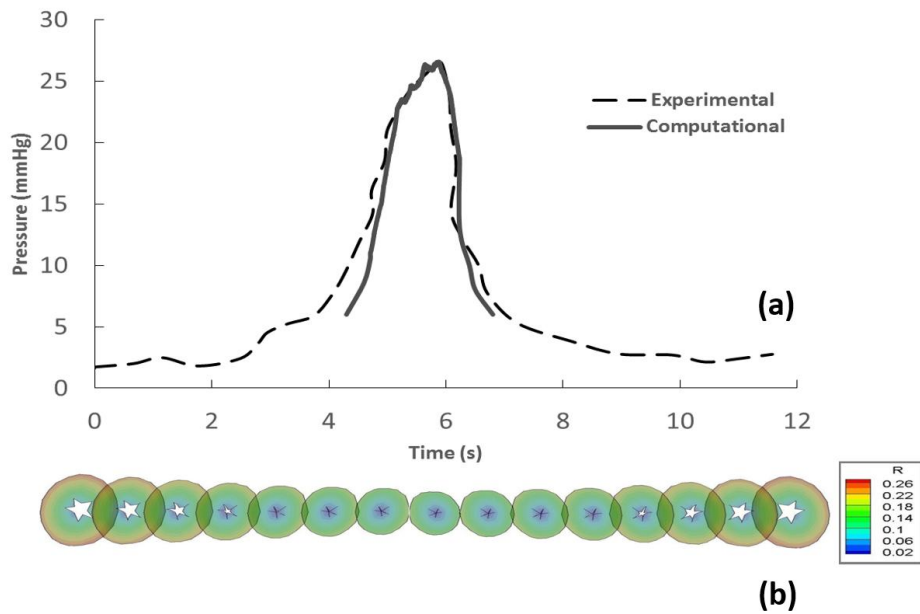 30
25
20
15
10
5
0
Pressure (mmHg)
Experimental
Computational
(a)
0 2 4 6 8 10 12
Time (s)
R
0.26
0.22
0.18
0.14
0.1
0.06
0.02
(b)